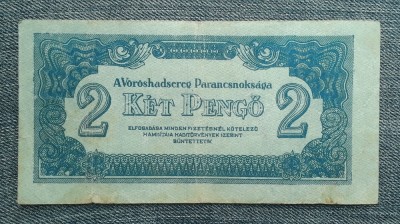 A Vöröshadsereg Parancsnoksága
2 KÉT PENGŐ 2
ELFOGADÁSA MINDEN FIZETÉSNÉL KÖTELEZŐ
HAMISÍTÁSA HADITÖRVÉNYEK SZERINT
BÜNTETTETIK